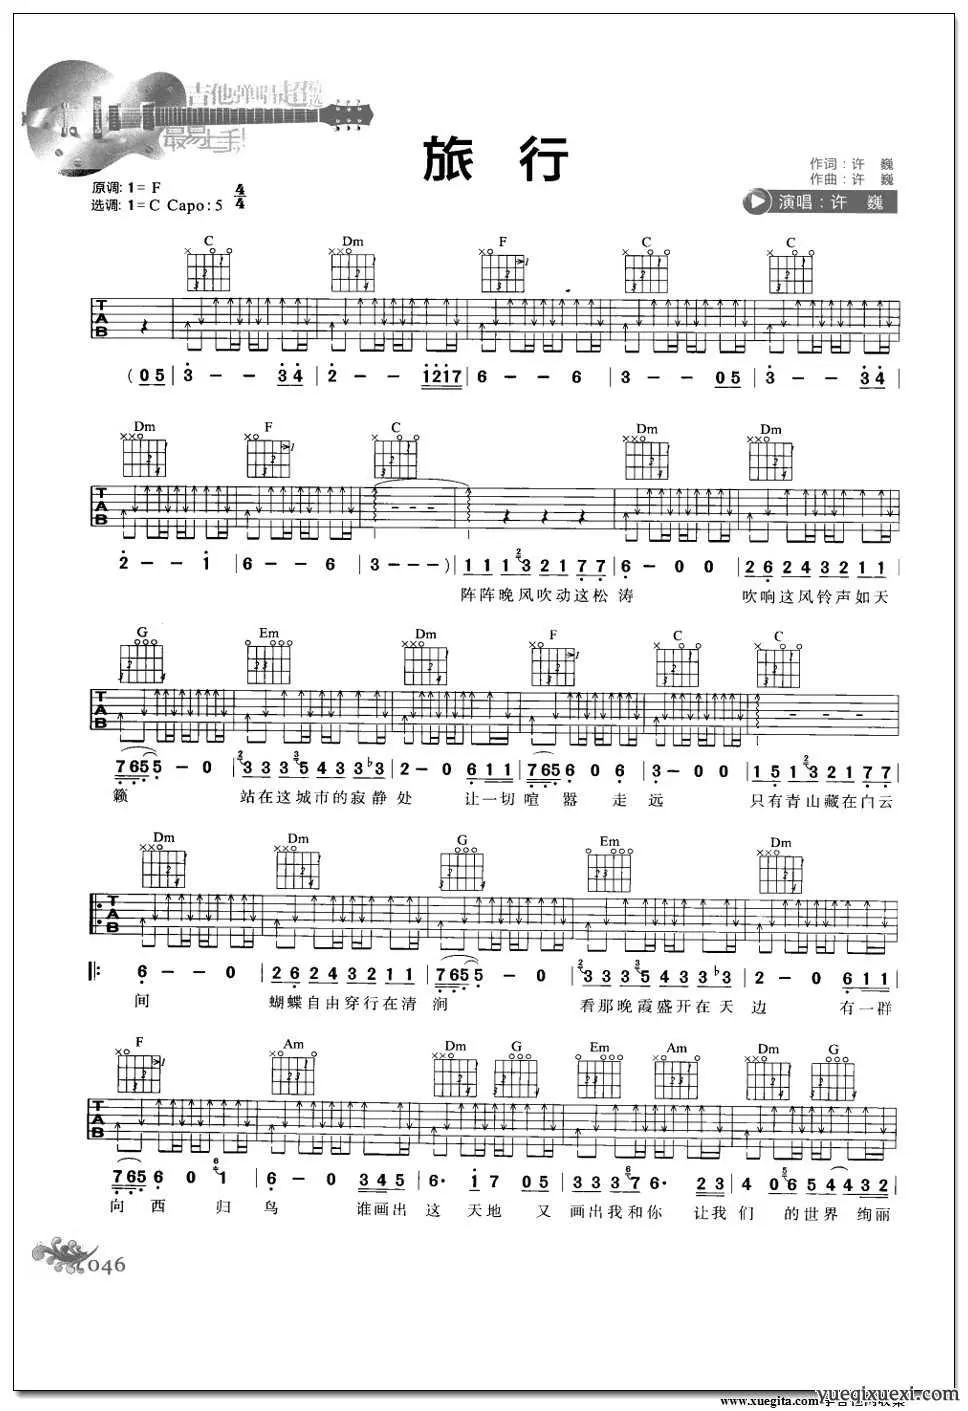 吉他弹唱超精选
最易上手!
旅 行
作词:许 巍
作曲:许 巍
演唱:许 巍
原调:1= F 4/4
选调:1=C Capo:5
C Dm F C C
T A B
(0 5 | 3 - - 3 4 | 2 - - 1 2 1 7 | 6 - - 6 | 3 - - 0 5 | 3 - - 3 4 |
Dm F C Dm Dm
T A B
2 - - 1 | 6 - - 6 | 3 - - - ) | 1 1 1 3 2 1 7 7 | 6 - 0 0 | 2 6 2 4 3 2 1 1 |
阵阵晚风吹动这松涛 吹响这风铃声如天
G Em Dm F C C
T A B
7 6 5 5 - 0 | 3 3 3 5 4 3 3 ♭3 | 2 - 0 6 1 1 | 7 6 5 6 0 6 | 3 - 0 0 | 1 5 1 3 2 1 7 7 |
籁 站在这城市的寂静处 让一切喧嚣走远 只有青山藏在白云
Dm Dm G Em Dm
T A B
6 - - 0 | 2 6 2 4 3 2 1 1 | 7 6 5 5 - 0 | 3 3 3 5 4 3 3 ♭3 | 2 - 0 6 1 1 |
间 蝴蝶自由穿行在清涧 看那晚霞盛开在天边 有一群
F Am Dm G Em Am Dm G
T A B
7 6 5 6 0 1 | 6 - 0 3 4 5 | 6· 1 7 0 5 | 3 3 3 7 6· 2 3 | 4 0 6 5 4 4 3 2 |
向西归鸟 谁画出这天地 又画出我和你 让我们的世界绚丽
046
yueqixuexi.com
www.xuegita.com